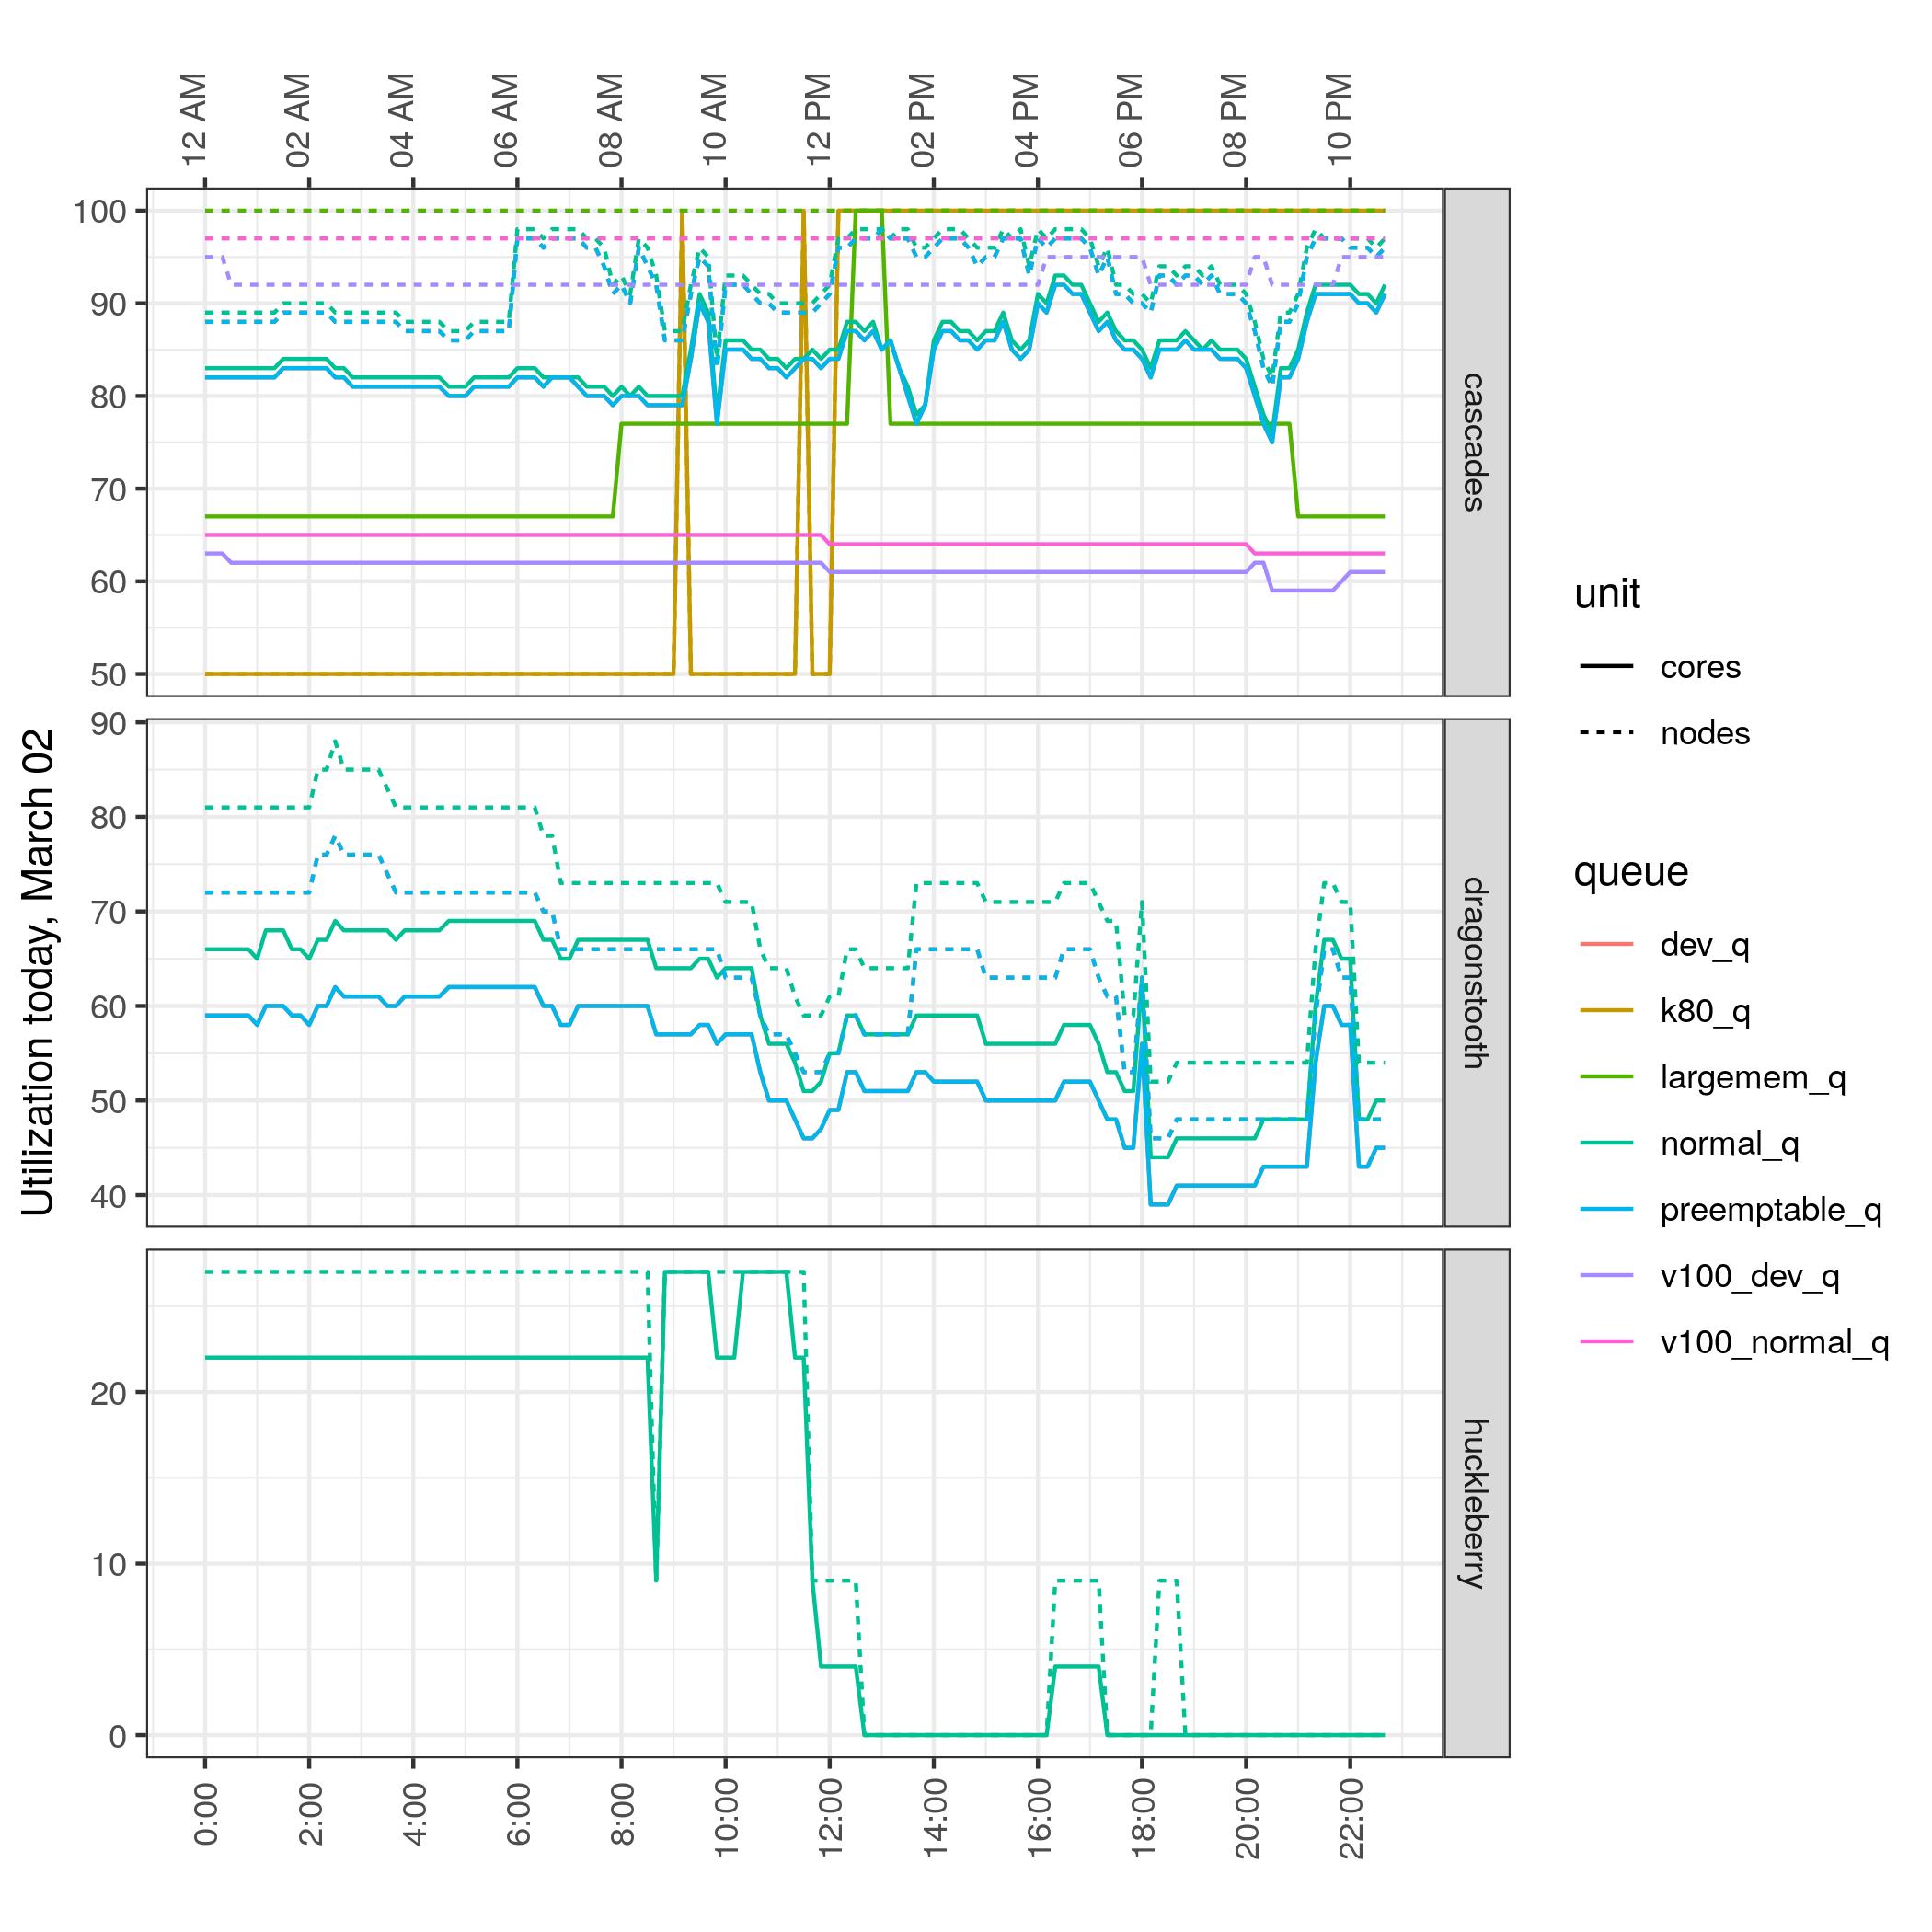 12 AM
02 AM
04 AM
06 AM
08 AM
10 AM
12 PM
02 PM
04 PM
06 PM
08 PM
10 PM
Utilization today, March 02
100
90
80
70
60
50
cascades
90
80
70
60
50
40
dragonstooth
20
10
0
huckleberry
0:00
2:00
4:00
6:00
8:00
10:00
12:00
14:00
16:00
18:00
20:00
22:00
unit
cores
nodes
queue
dev_q
k80_q
largemem_q
normal_q
preemptable_q
v100_dev_q
v100_normal_q